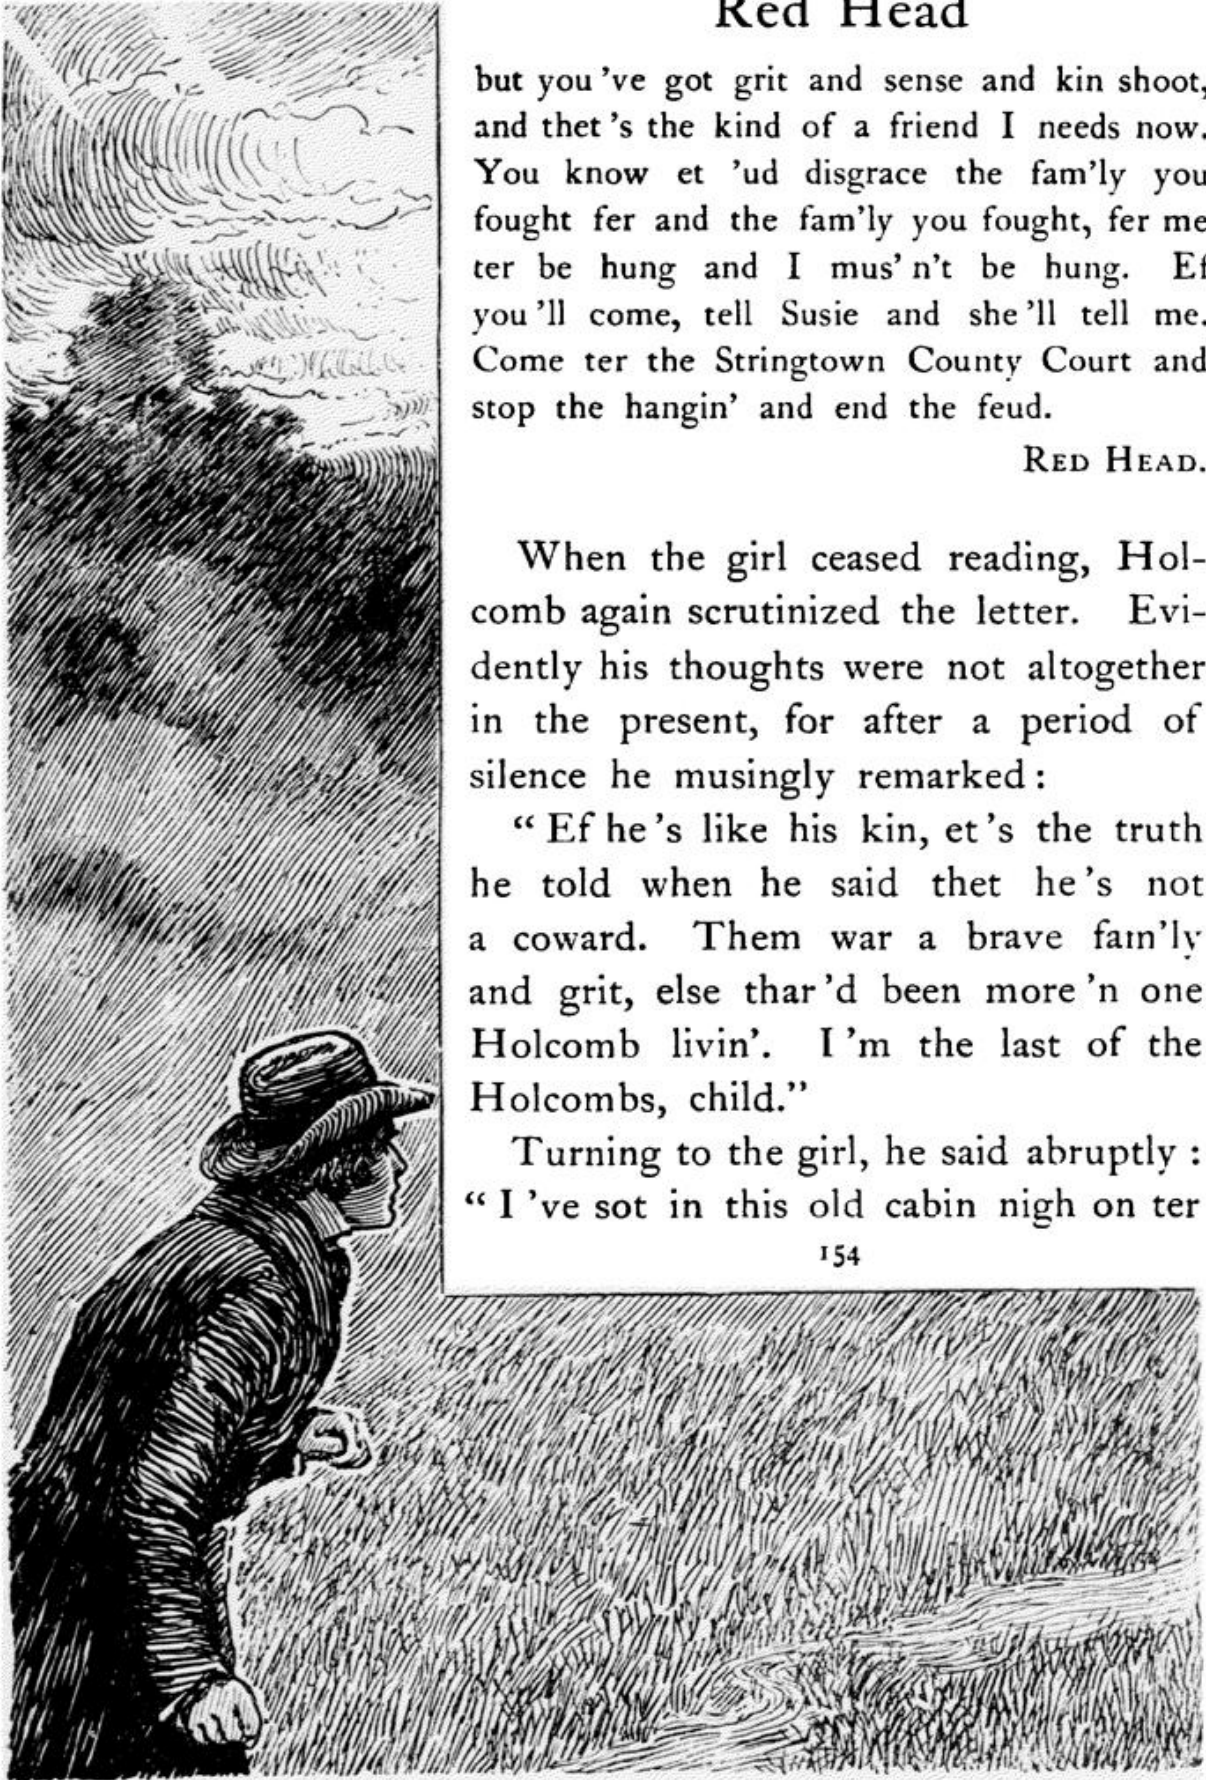 Red Head
but you've got grit and sense and kin shoot,
and thet's the kind of a friend I needs now.
You know et 'ud disgrace the fam'ly you
fought fer and the fam'ly you fought, fer me
ter be hung and I mus'n't be hung. Ef
you'll come, tell Susie and she'll tell me.
Come ter the Stringtown County Court and
stop the hangin' and end the feud.
RED HEAD.
When the girl ceased reading, Hol-
comb again scrutinized the letter. Evi-
dently his thoughts were not altogether
in the present, for after a period of
silence he musingly remarked:
“Ef he's like his kin, et's the truth
he told when he said thet he's not
a coward. Them war a brave fam'ly
and grit, else thar'd been more'n one
Holcomb livin'. I'm the last of the
Holcombs, child.”
Turning to the girl, he said abruptly:
“I've sot in this old cabin nigh on ter
154